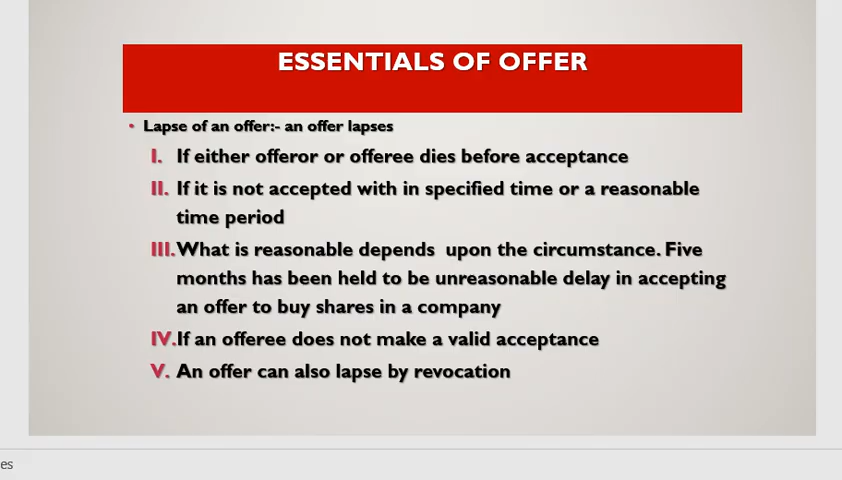 ESSENTIALS OF OFFER
• Lapse of an offer:- an offer lapses
I. If either offeror or offeree dies before acceptance
II. If it is not accepted with in specified time or a reasonable
time period
III. What is reasonable depends upon the circumstance. Five
months has been held to be unreasonable delay in accepting
an offer to buy shares in a company
IV. If an offeree does not make a valid acceptance
V. An offer can also lapse by revocation
es